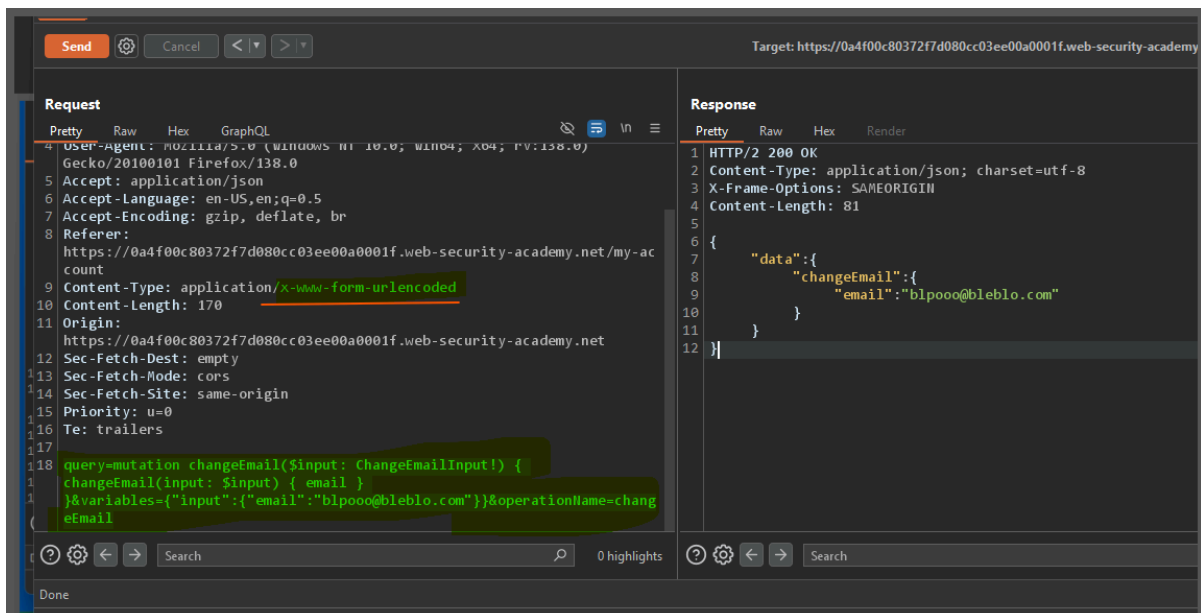 Send
Cancel
Target: https://0a4f00c80372f7d080cc03ee00a0001f.web-security-academy
Request
Pretty Raw Hex GraphQL
\n
4 User-Agent: Mozilla/5.0 (Windows NT 10.0; Win64; x64; rv:138.0)
Gecko/20100101 Firefox/138.0
5 Accept: application/json
6 Accept-Language: en-US,en;q=0.5
7 Accept-Encoding: gzip, deflate, br
8 Referer:
https://0a4f00c80372f7d080cc03ee00a0001f.web-security-academy.net/my-ac
count
9 Content-Type: application/x-www-form-urlencoded
10 Content-Length: 170
11 Origin:
https://0a4f00c80372f7d080cc03ee00a0001f.web-security-academy.net
12 Sec-Fetch-Dest: empty
13 Sec-Fetch-Mode: cors
14 Sec-Fetch-Site: same-origin
15 Priority: u=0
16 Te: trailers
17
18 query=mutation changeEmail($input: ChangeEmailInput!) {
changeEmail(input: $input) { email }
}&variables={"input":{"email":"blpooo@bleblo.com"}}&operationName=chang
eEmail
Search
0 highlights
Response
Pretty Raw Hex Render
1 HTTP/2 200 OK
2 Content-Type: application/json; charset=utf-8
3 X-Frame-Options: SAMEORIGIN
4 Content-Length: 81
5
6 {
7 "data":{
8 "changeEmail":{
9 "email":"blpooo@bleblo.com"
10 }
11 }
12 }
Search
Done